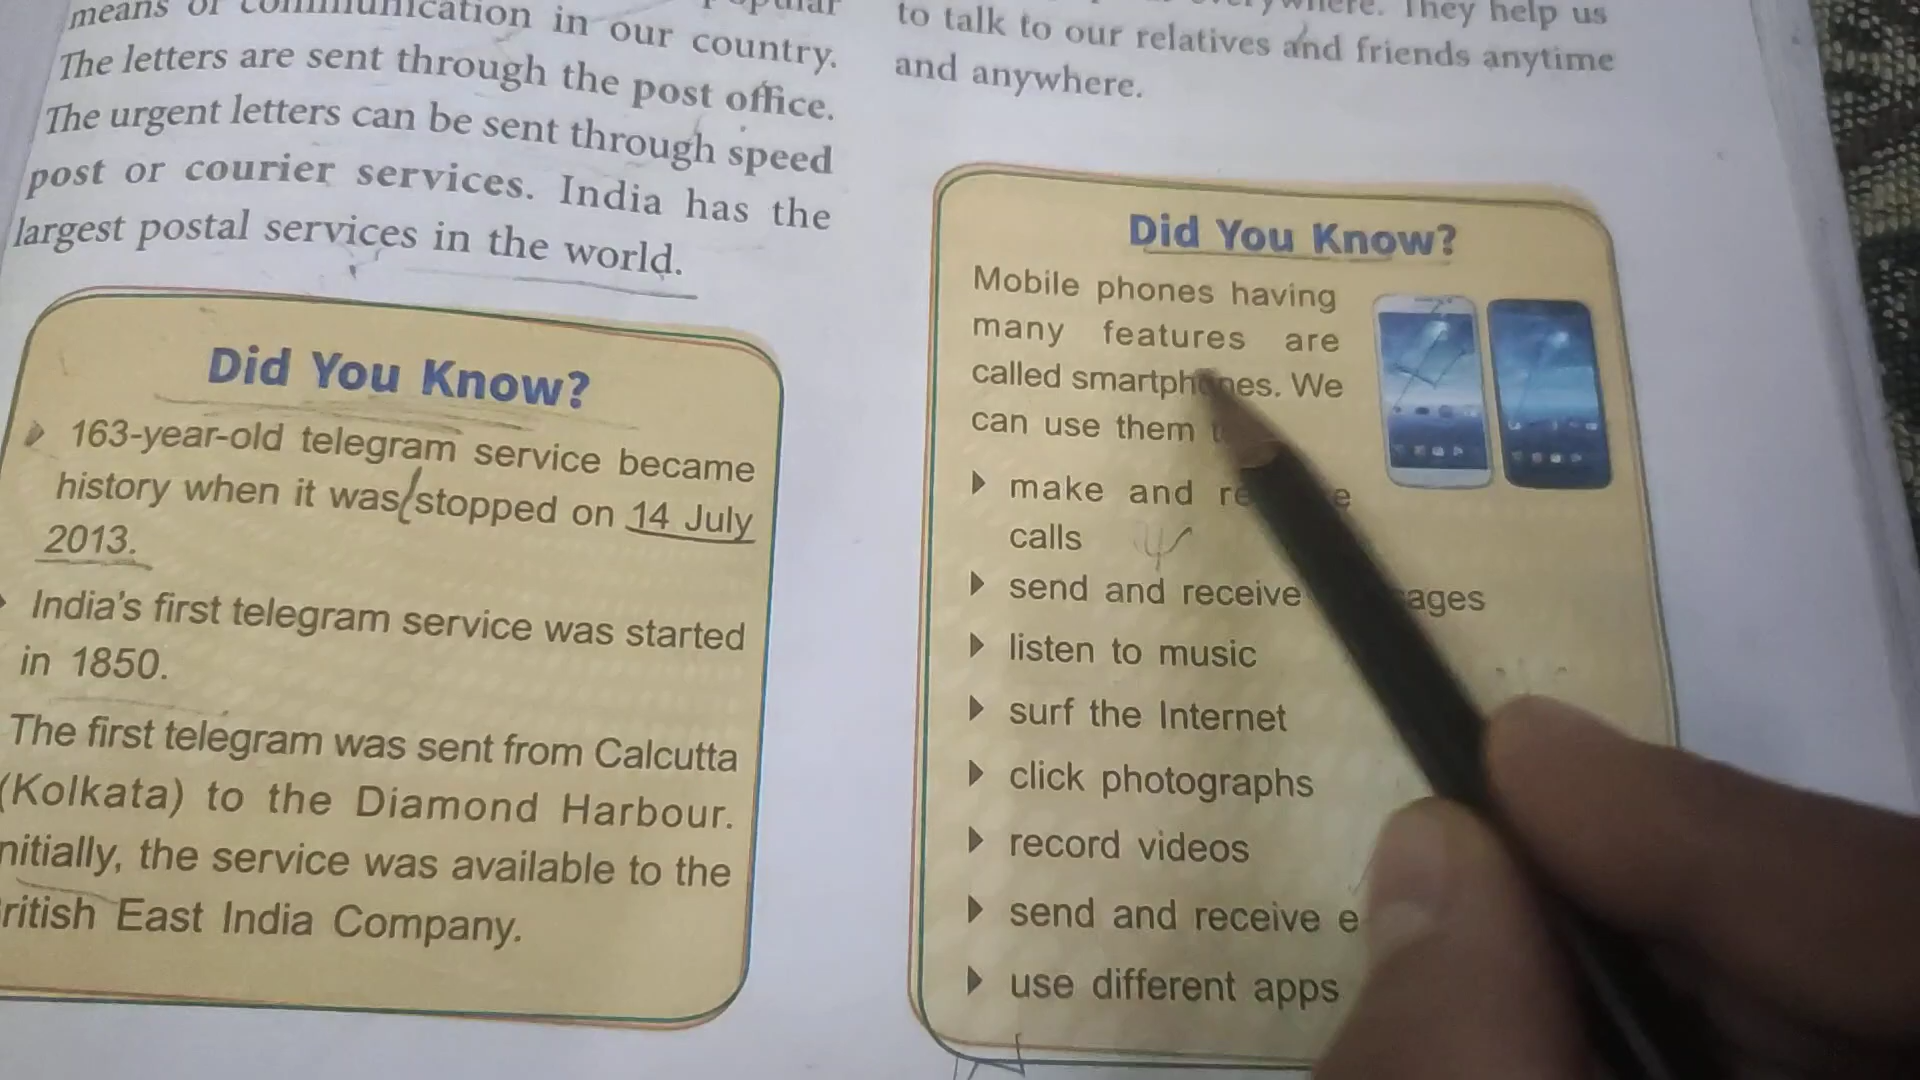 means of communication in our country.
The letters are sent through the post office.
The urgent letters can be sent through speed
post or courier services. India has the
largest postal services in the world.
Did You Know?
163-year-old telegram service became
history when it was stopped on 14 July
2013.
India's first telegram service was started
in 1850.
The first telegram was sent from Calcutta
(Kolkata) to the Diamond Harbour.
nitially, the service was available to the
ritish East India Company.
everywhere. They help us
to talk to our relatives and friends anytime
and anywhere.
Did You Know?
Mobile phones having
many features are
called smartphones. We
can use them
make and re e
calls
send and receive ages
listen to music
surf the Internet
click photographs
record videos
send and receive e
use different apps